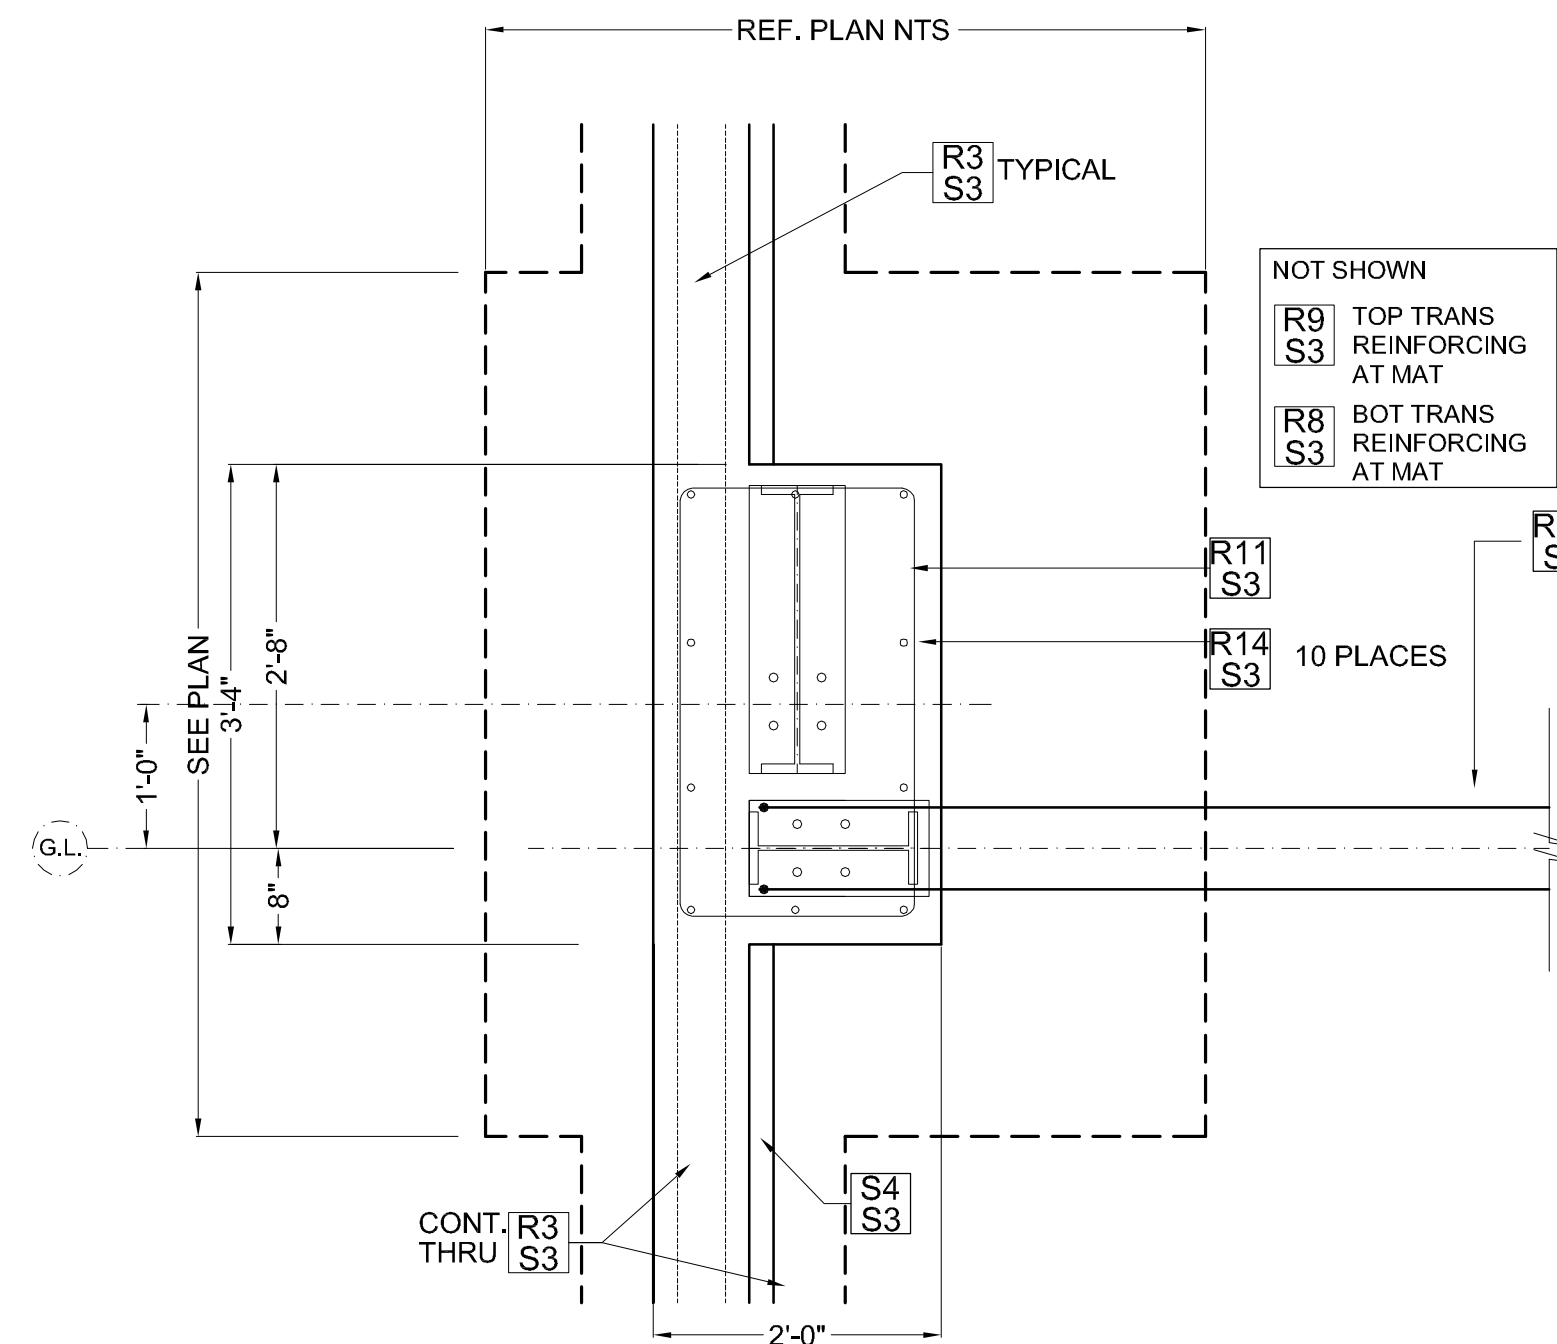 REF. PLAN NTS
R3
S3
TYPICAL
NOT SHOWN
R9
S3
TOP TRANS
REINFORCING
AT MAT
R8
S3
BOT TRANS
REINFORCING
AT MAT
R11
S3
R14
S3
10 PLACES
SEE PLAN
3'-4"
2'-8"
1'-0"
8"
G.L.
S4
S3
CONT.
THRU
R3
S3
2'-0"